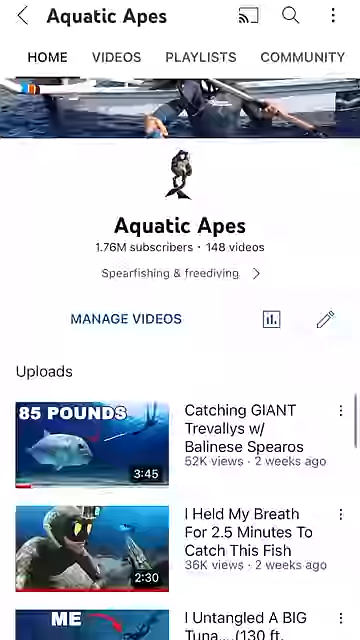 Aquatic Apes
HOME VIDEOS PLAYLISTS COMMUNITY
Aquatic Apes
1.76M subscribers · 148 videos
Spearfishing & freediving
MANAGE VIDEOS
Uploads
85 POUNDS
3:45
Catching GIANT
Trevallys w/
Balinese Spearos
52K views · 2 weeks ago
2:30
I Held My Breath
For 2.5 Minutes To
Catch This Fish
36K views · 2 weeks ago
ME
I Untangled A BIG
Tuna....(130 ft.